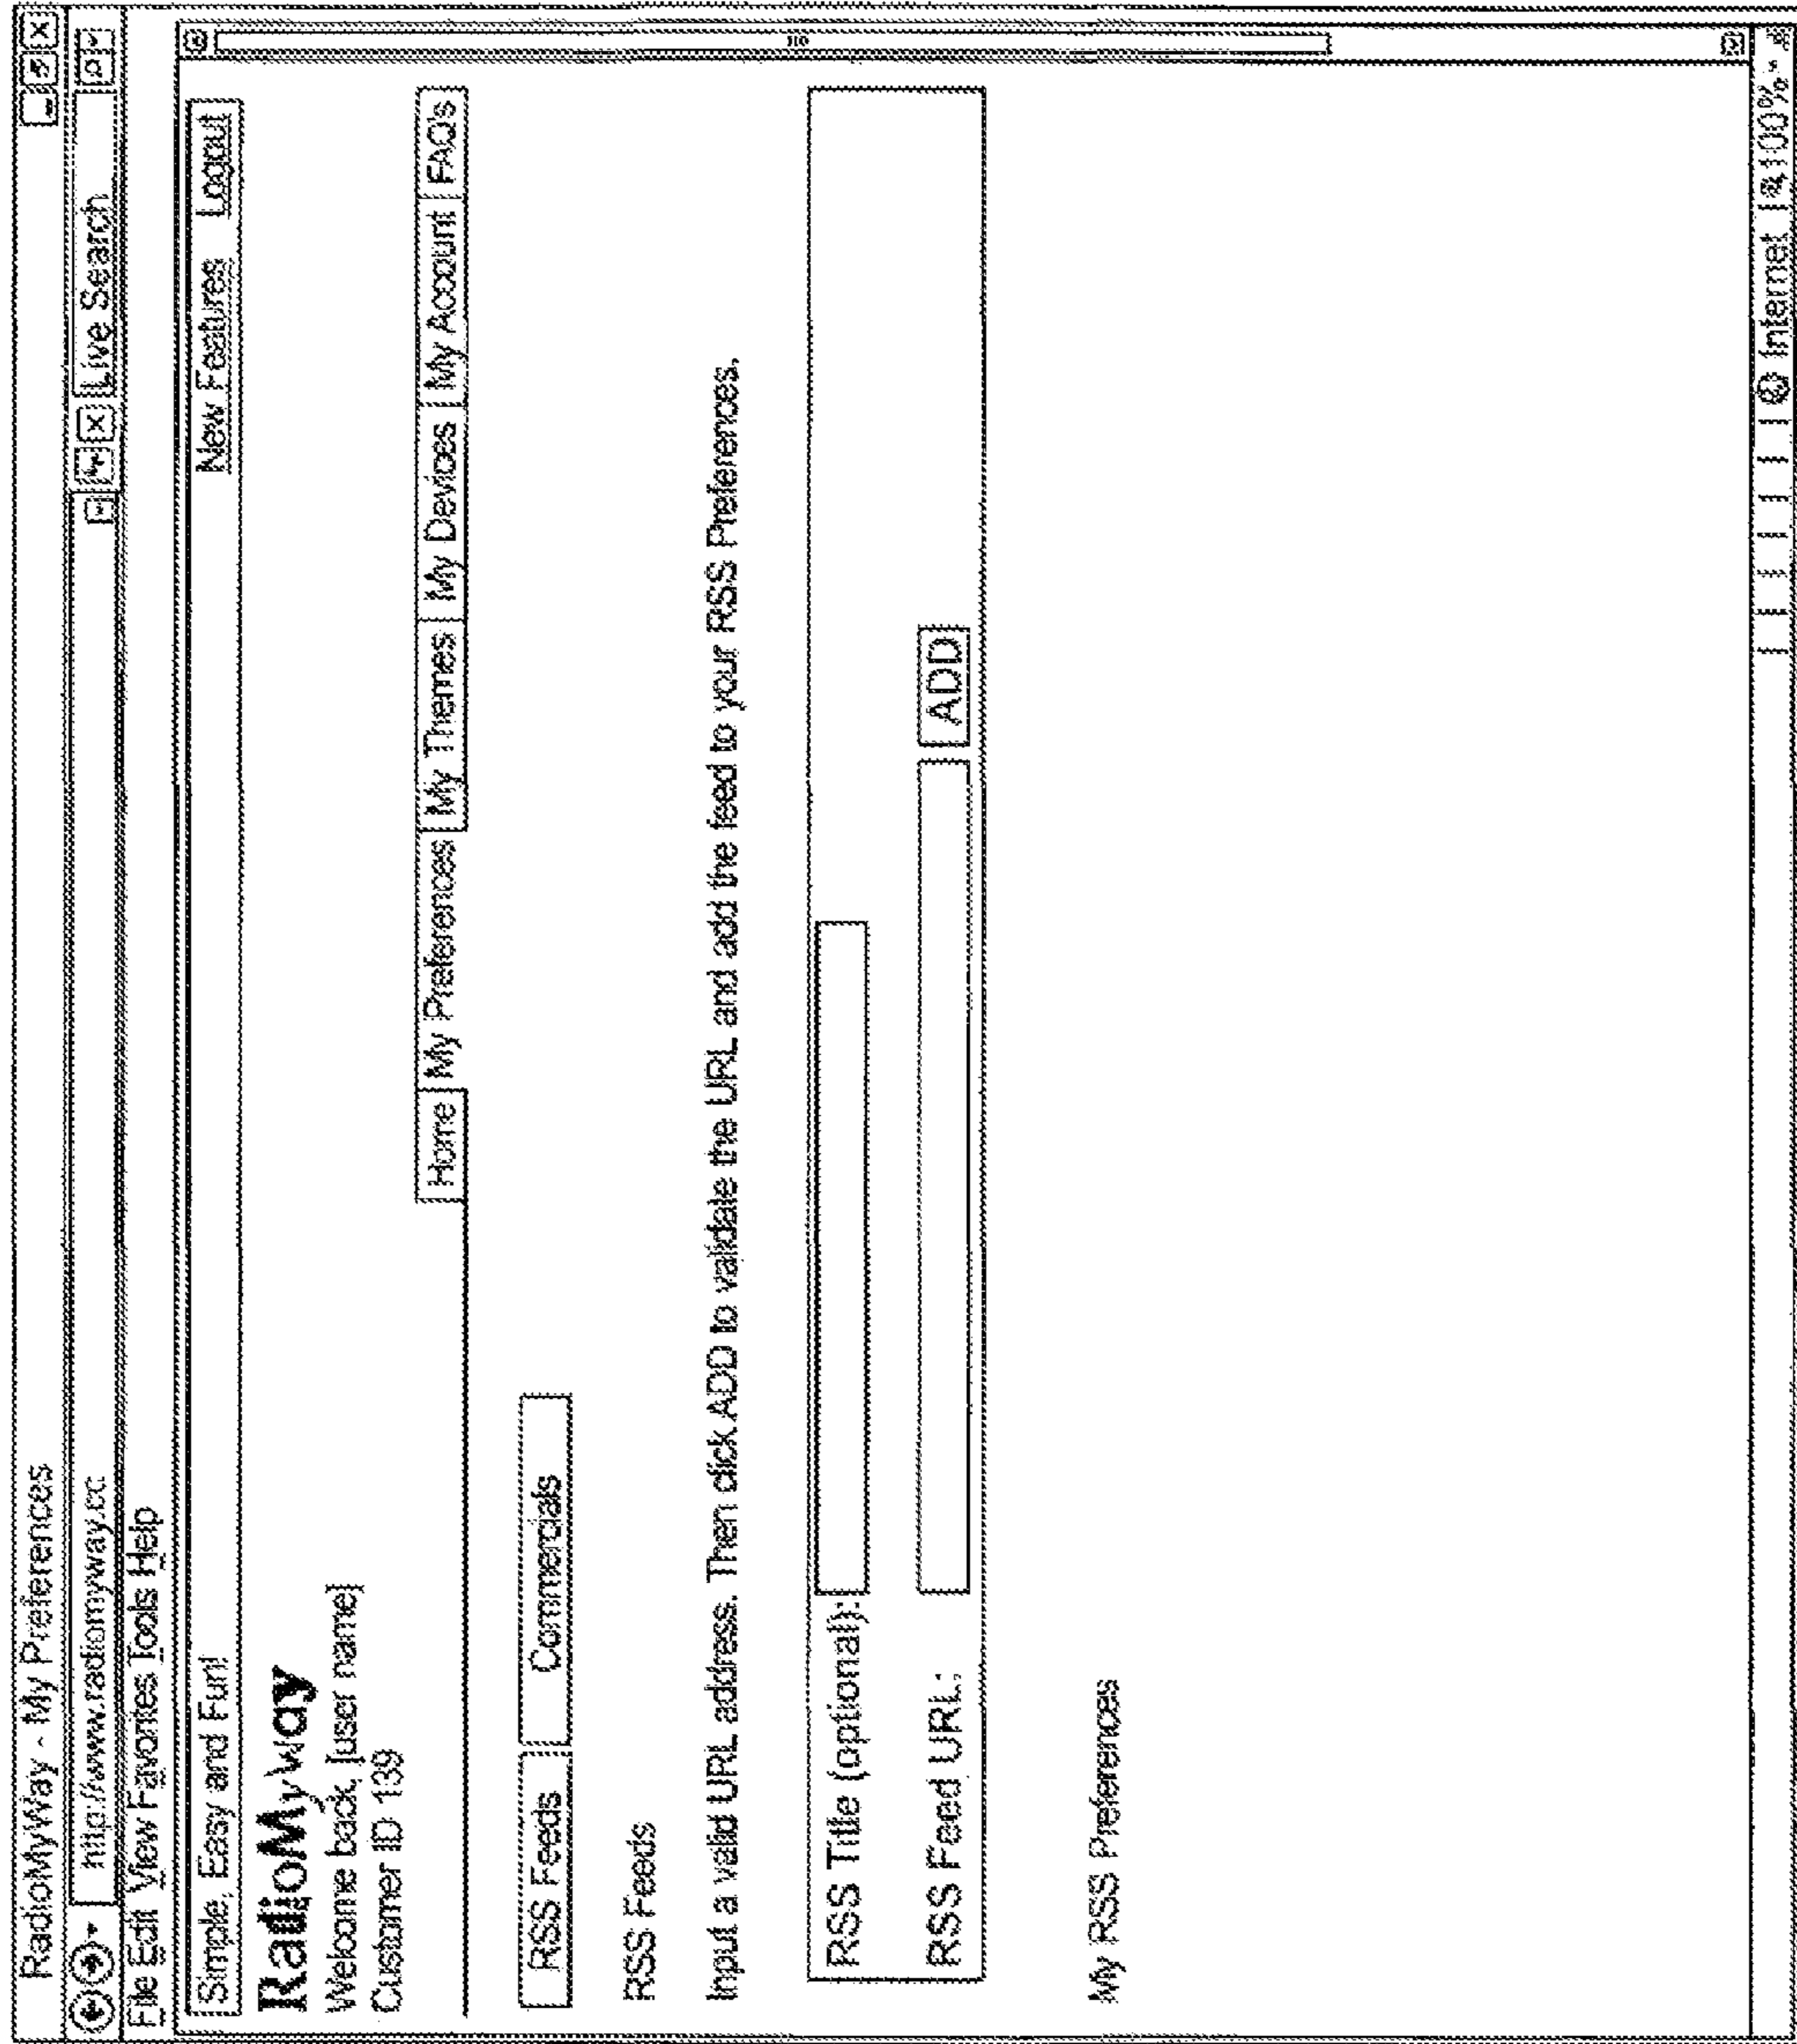 RadioMyWay - My Preferences
http://www.radiomyway.cc
Live Search
File Edit View Favorites Tools Help
Simple, Easy and Fun! New Features Logout
RadioMyWay
Welcome back, [user name]
Customer ID 139
Home My Preferences My Themes My Devices My Account FAQ's
RSS Feeds Commercials
RSS Feeds
Input a valid URL address. Then click ADD to validate the URL and add the feed to your RSS Preferences.
RSS Title (optional):
RSS Feed URL: ADD
My RSS Preferences
Internet 100%